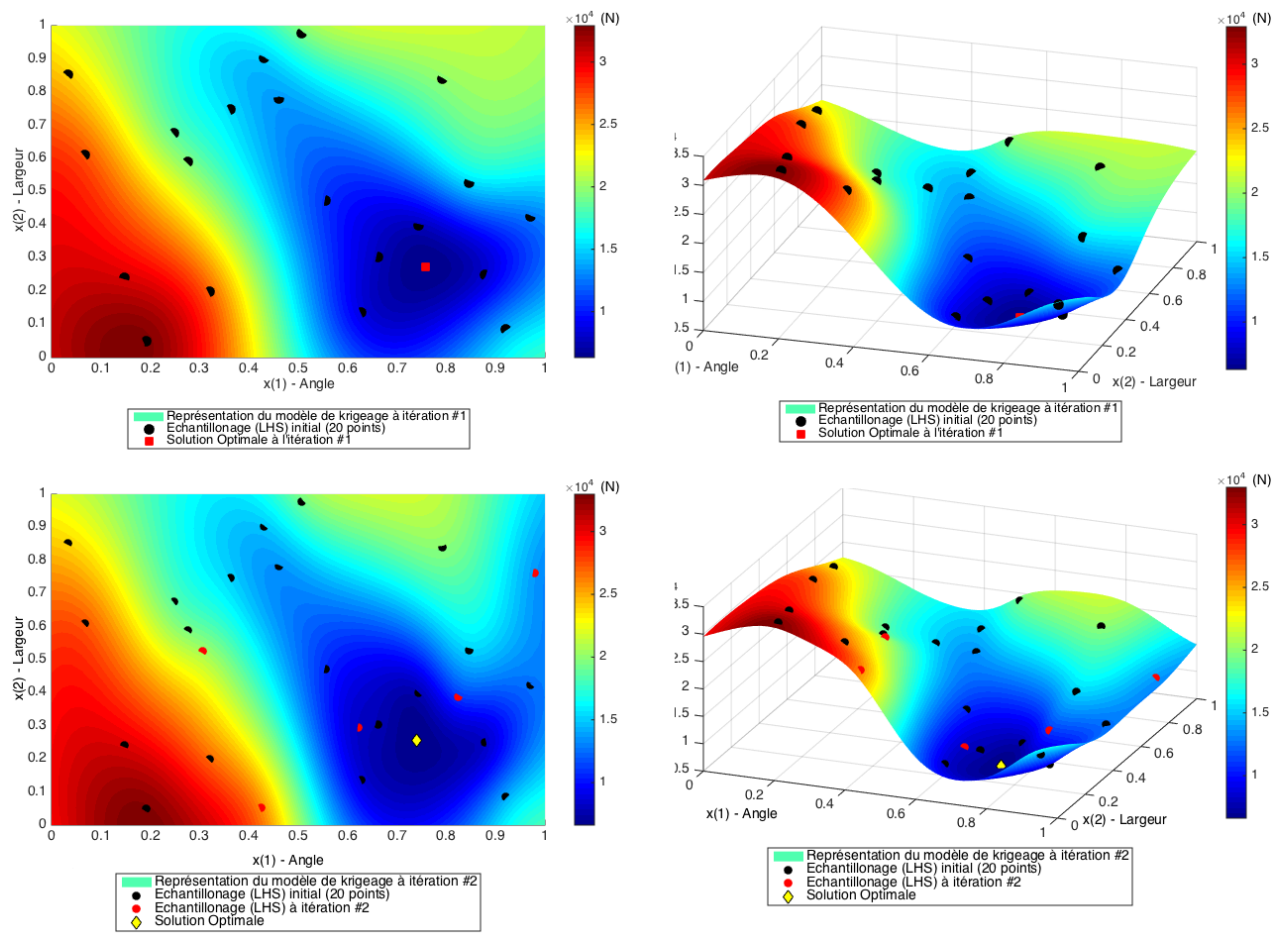 ×10⁴ (N)
1
0.9
0.8
0.7
0.6
0.5
0.4
0.3
0.2
0.1
0
x(2) - Largeur
0 0.1 0.2 0.3 0.4 0.5 0.6 0.7 0.8 0.9 1
x(1) - Angle
3
2.5
2
1.5
1
Représentation du modèle de krigeage à itération #1
Echantillonage (LHS) initial (20 points)
Solution Optimale à l'itération #1
×10⁴ (N)
3.5
3
2.5
2
1.5
1
.5
0 0.2 0.4 0.6 0.8 1
(1) - Angle
0 0.2 0.4 0.6 0.8 1
x(2) - Largeur
3
2.5
2
1.5
1
Représentation du modèle de krigeage à itération #1
Echantillonage (LHS) initial (20 points)
Solution Optimale à l'itération #1
×10⁴ (N)
1
0.9
0.8
0.7
0.6
0.5
0.4
0.3
0.2
0.1
0
x(2) - Largeur
0 0.1 0.2 0.3 0.4 0.5 0.6 0.7 0.8 0.9 1
x(1) - Angle
3
2.5
2
1.5
1
Représentation du modèle de krigeage à itération #2
Echantillonage (LHS) initial (20 points)
Echantillonage (LHS) à itération #2
Solution Optimale
×10⁴ (N)
3.5
3
2.5
2
1.5
1
.5
0 0.2 0.4 0.6 0.8 1
x(1) - Angle
0 0.2 0.4 0.6 0.8 1
x(2) - Largeur
3
2.5
2
1.5
1
Représentation du modèle de krigeage à itération #2
Echantillonage (LHS) initial (20 points)
Echantillonage (LHS) à itération #2
Solution Optimale